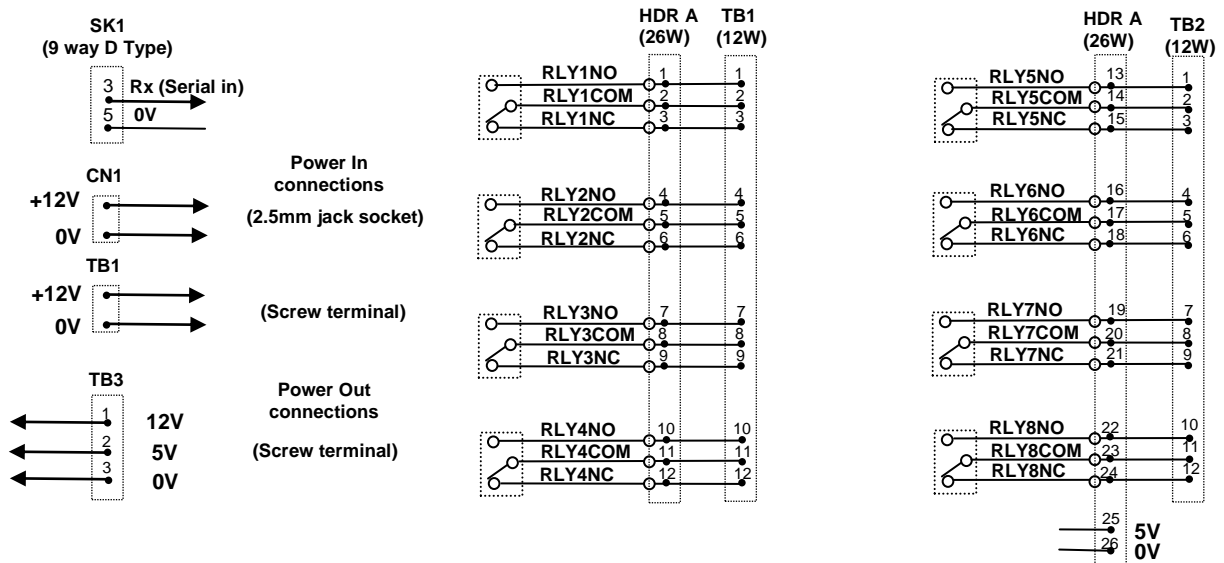 SK1
(9 way D Type)
3 Rx (Serial in)
5 0V
Power In
connections
CN1
+12V
(2.5mm jack socket)
0V
TB1
+12V
(Screw terminal)
0V
TB3
Power Out
connections
1 12V
2 5V
(Screw terminal)
3 0V
HDR A
(26W)
TB1
(12W)
RLY1NO 1 1
RLY1COM 2 2
RLY1NC 3 3
RLY2NO 4 4
RLY2COM 5 5
RLY2NC 6 6
RLY3NO 7 7
RLY3COM 8 8
RLY3NC 9 9
RLY4NO 10 10
RLY4COM 11 11
RLY4NC 12 12
HDR A
(26W)
TB2
(12W)
RLY5NO 13 1
RLY5COM 14 2
RLY5NC 15 3
RLY6NO 16 4
RLY6COM 17 5
RLY6NC 18 6
RLY7NO 19 7
RLY7COM 20 8
RLY7NC 21 9
RLY8NO 22 10
RLY8COM 23 11
RLY8NC 24 12
25 5V
26 0V